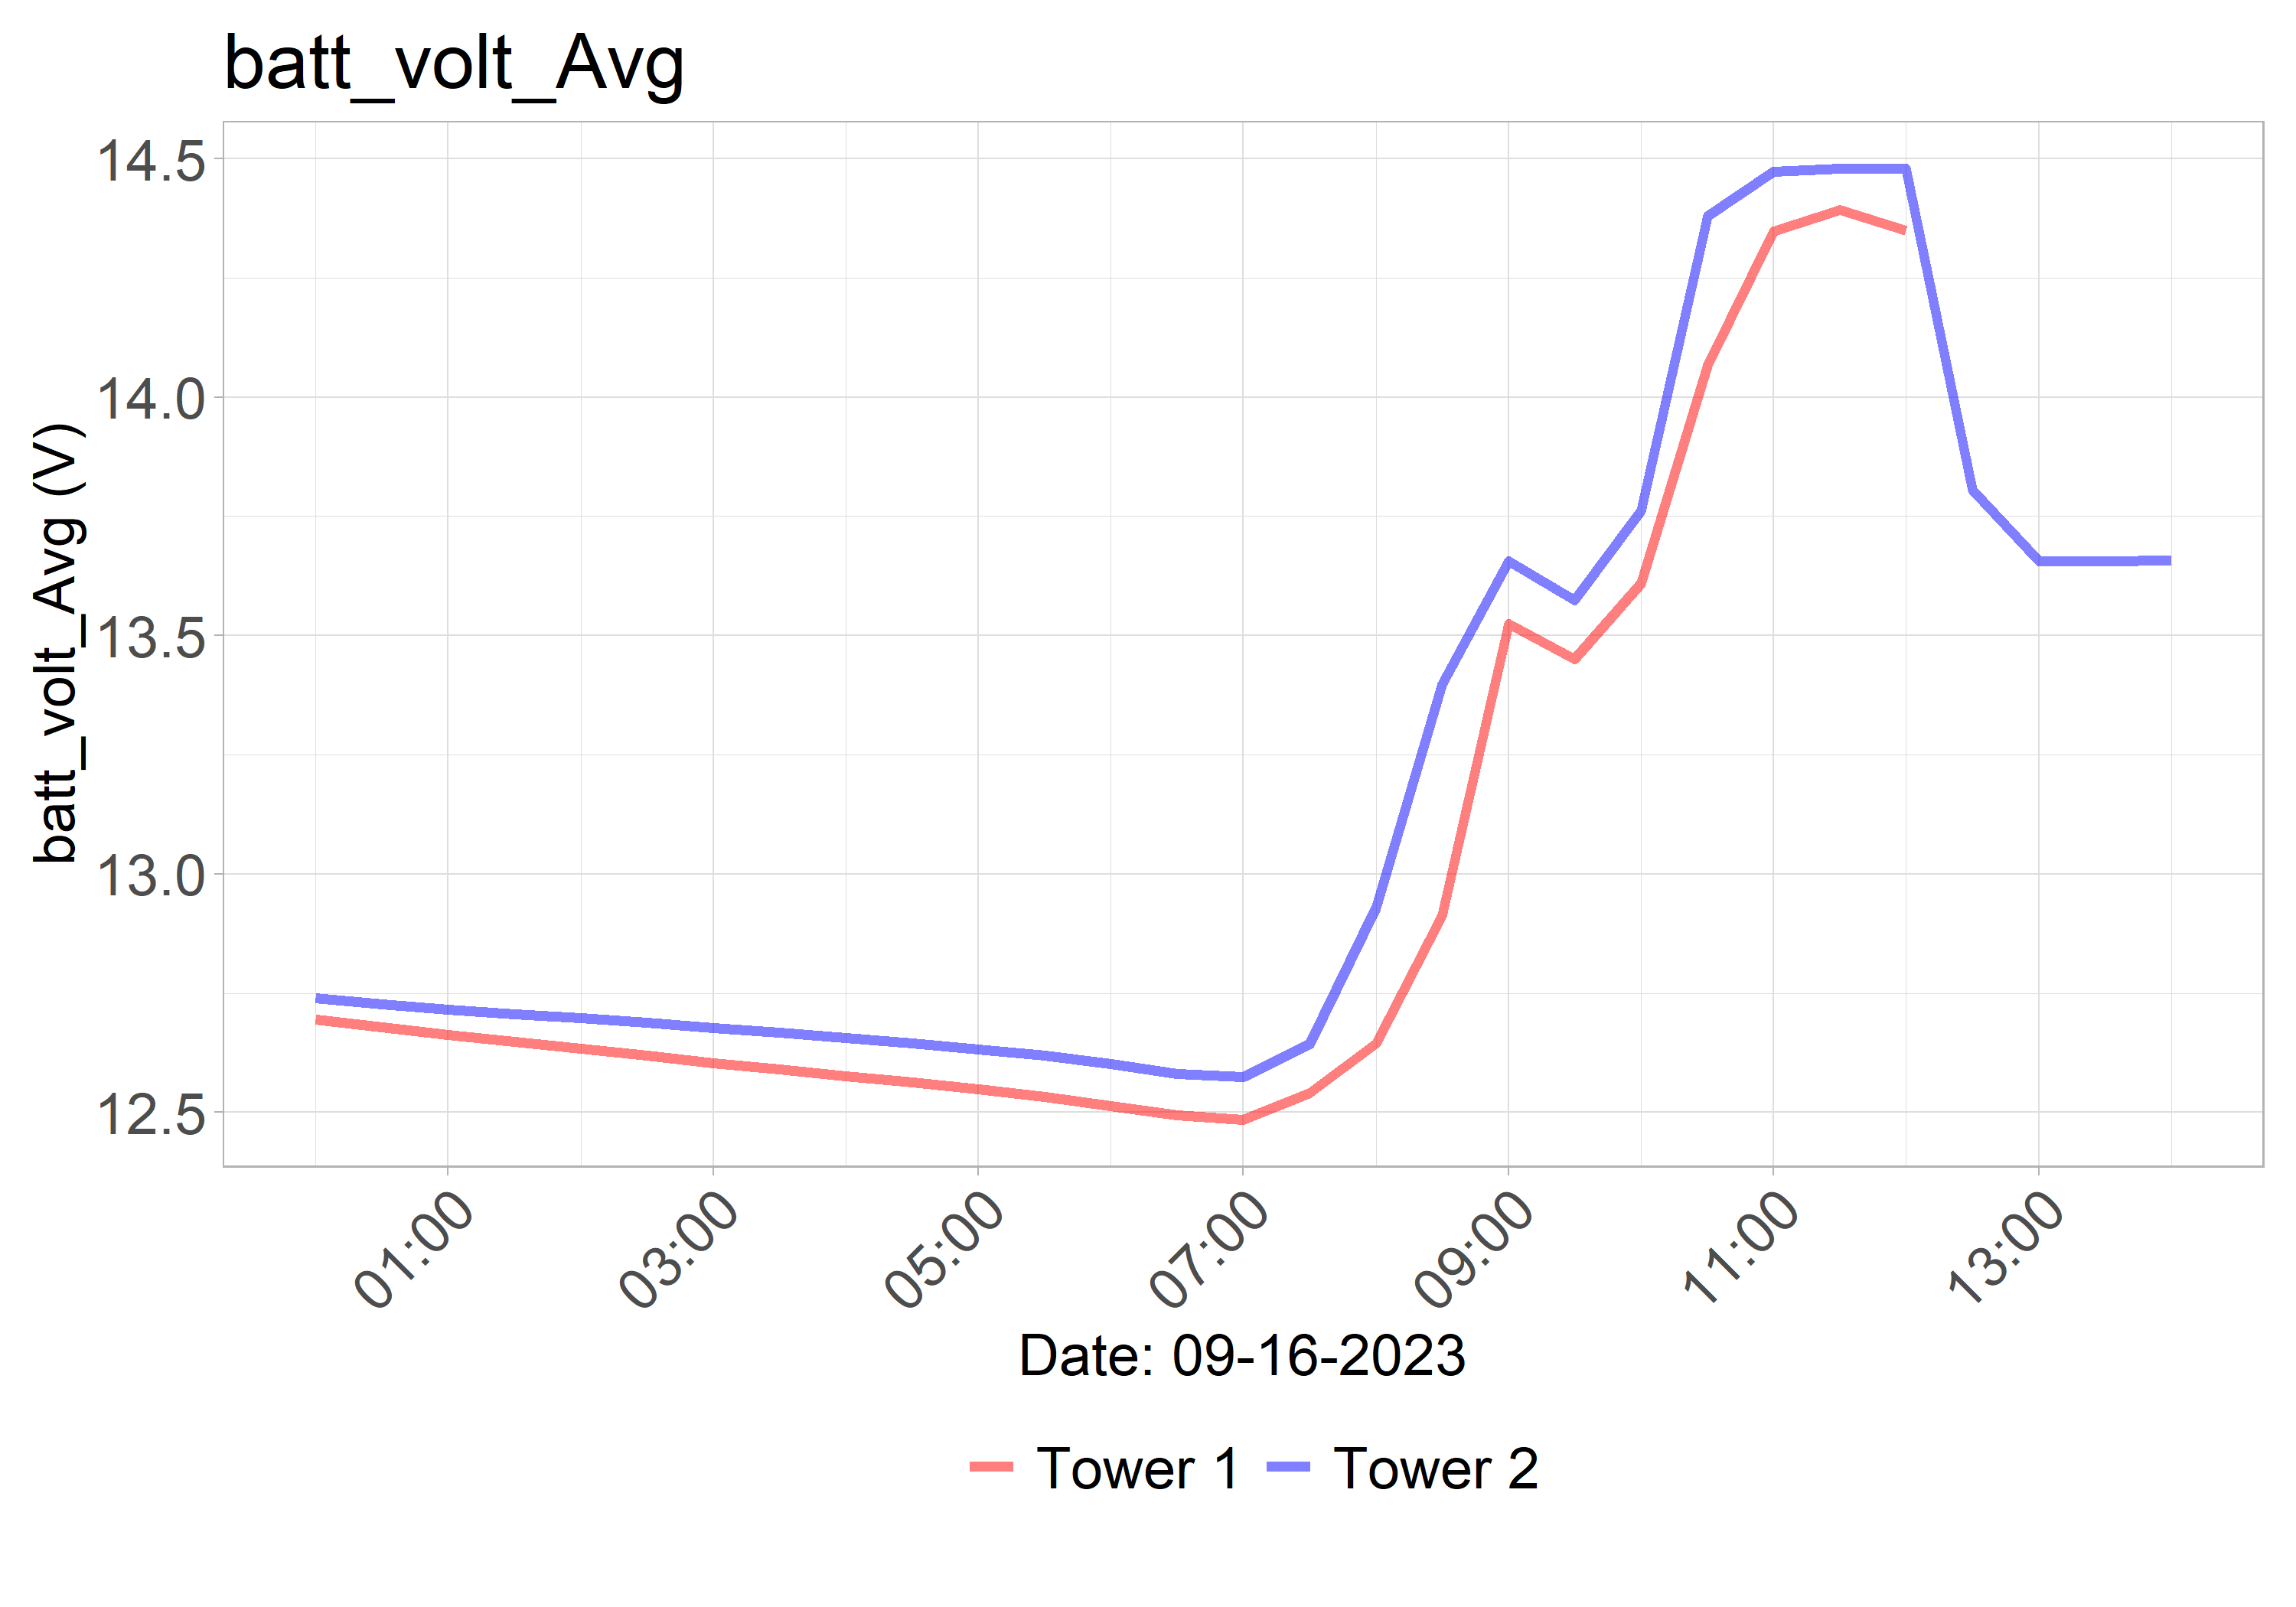 batt_volt_Avg
batt_volt_Avg (V)
14.5
14.0
13.5
13.0
12.5
01:00 03:00 05:00 07:00 09:00 11:00 13:00
Date: 09-16-2023
Tower 1 Tower 2